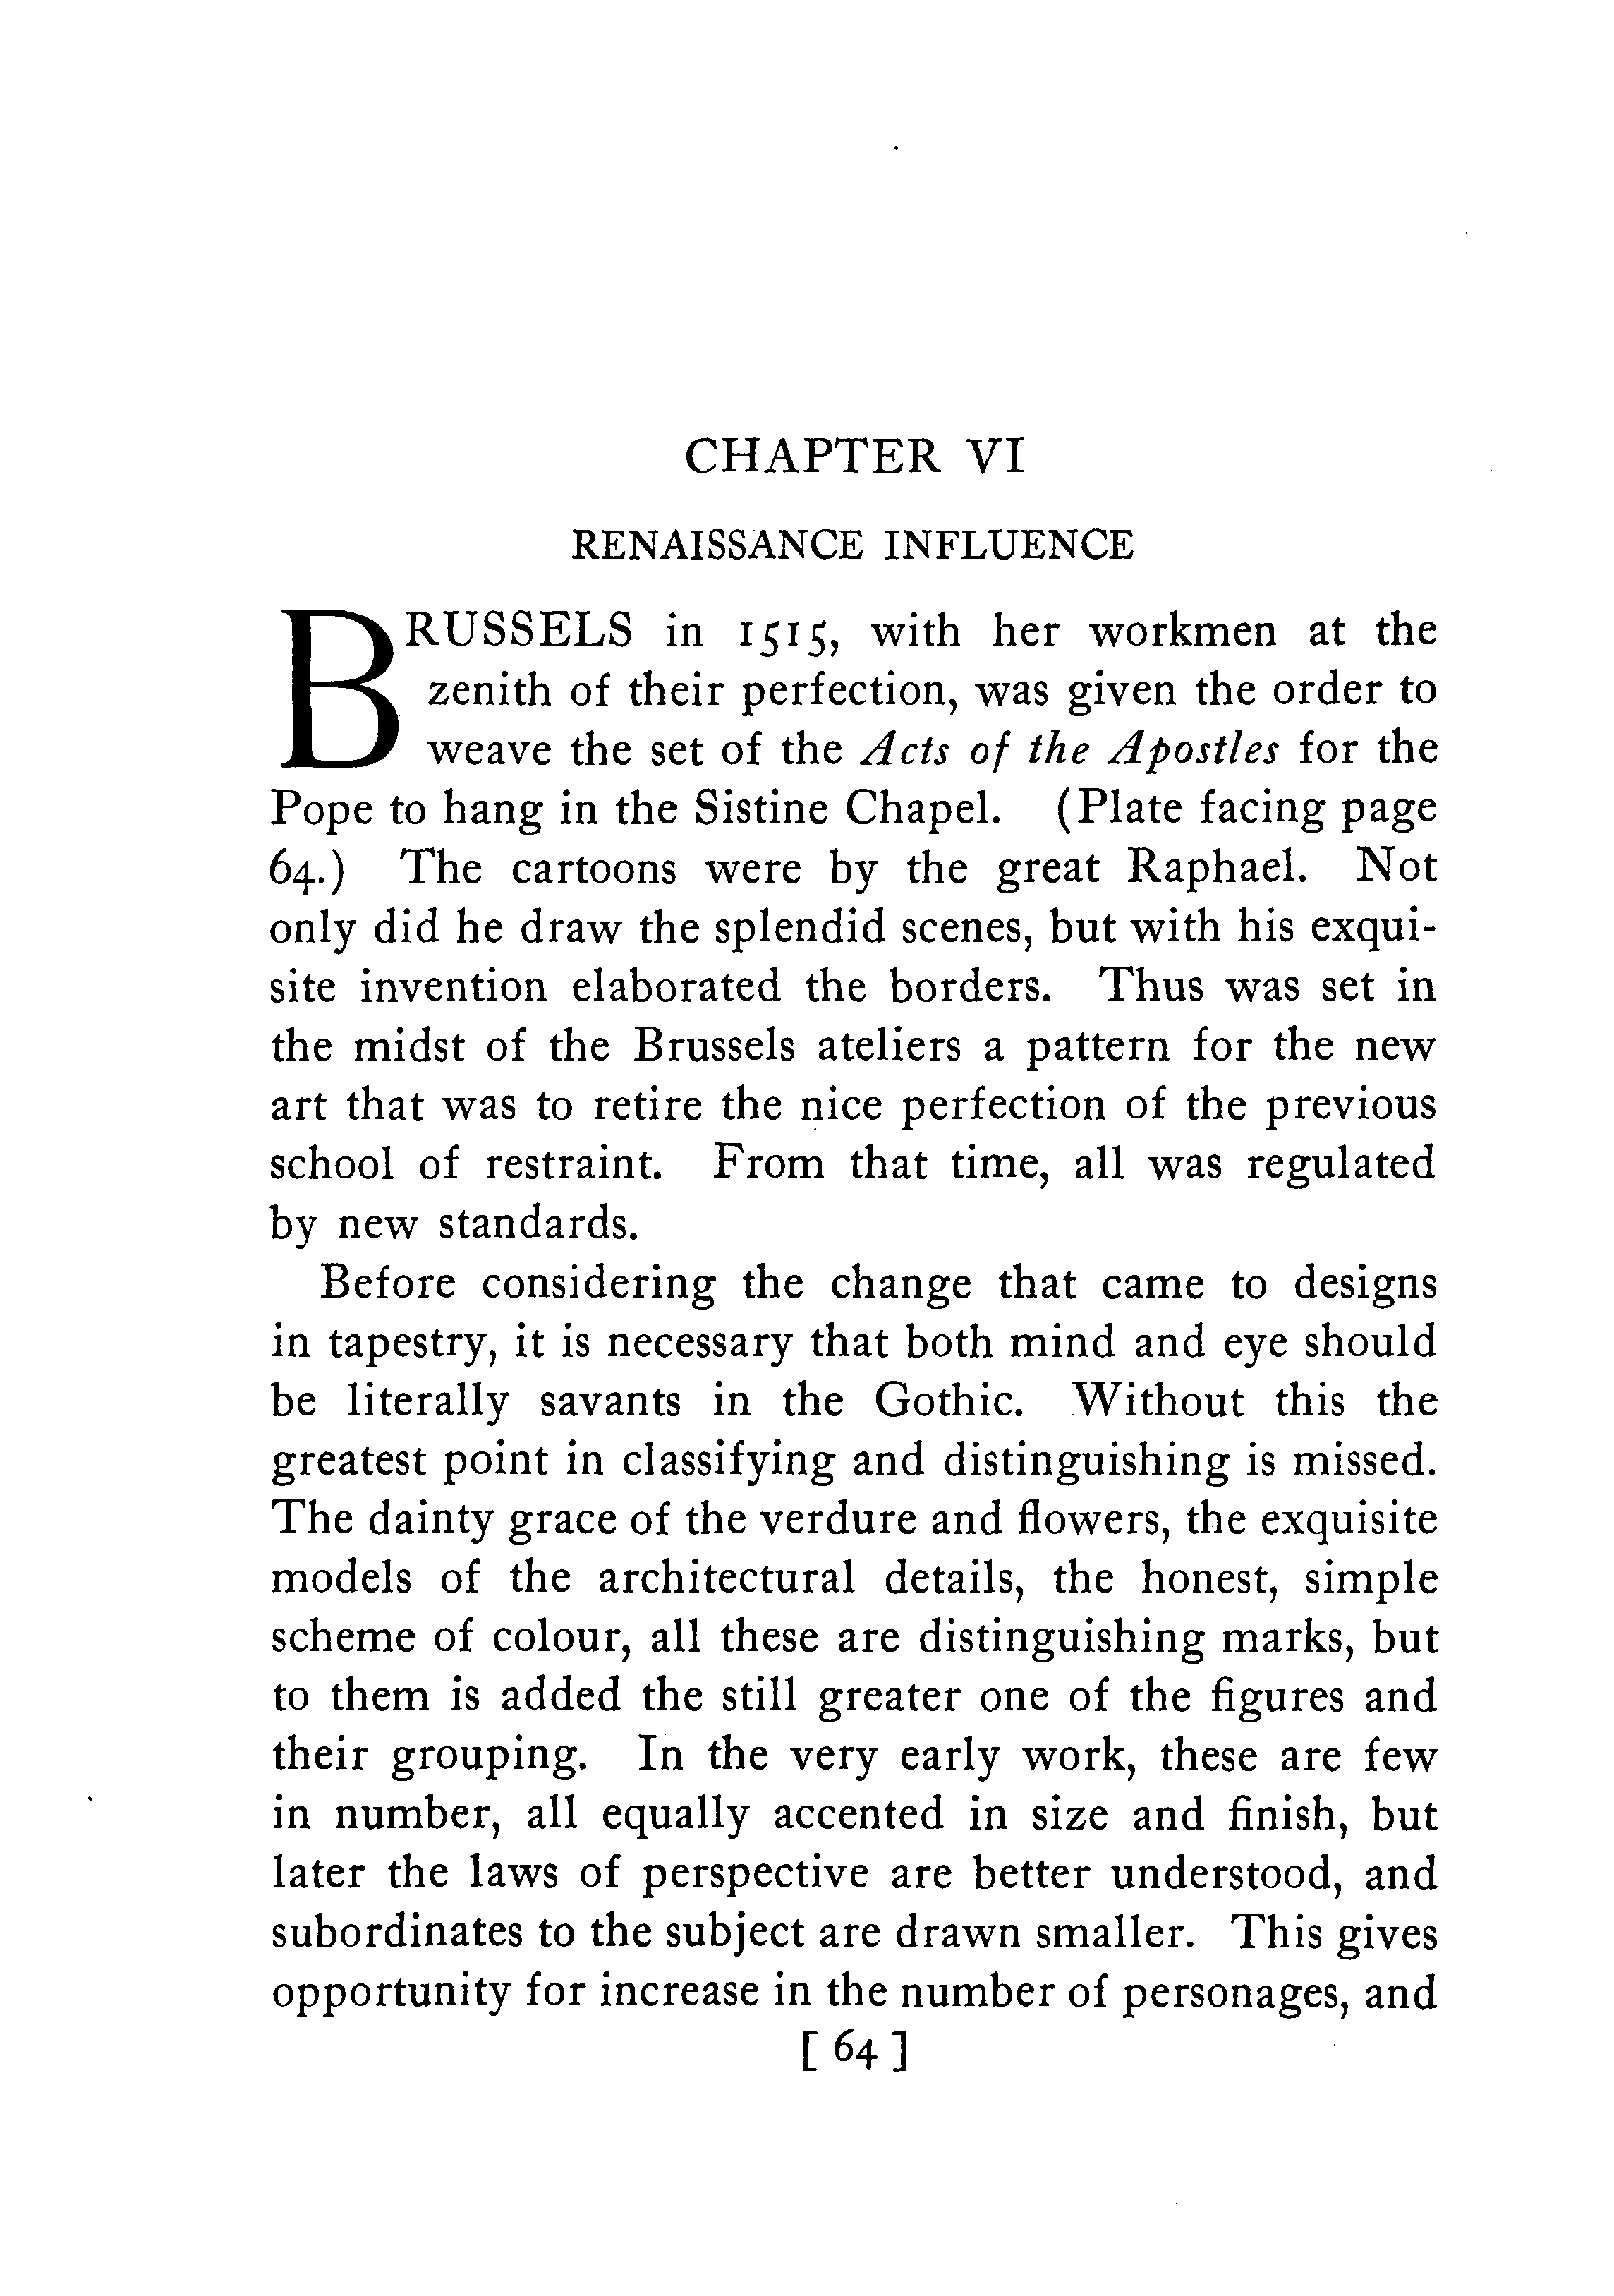 CHAPTER VI
RENAISSANCE INFLUENCE
BRUSSELS in 1515, with her workmen at the
zenith of their perfection, was given the order to
weave the set of the Acts of the Apostles for the
Pope to hang in the Sistine Chapel. (Plate facing page
64.) The cartoons were by the great Raphael. Not
only did he draw the splendid scenes, but with his exqui-
site invention elaborated the borders. Thus was set in
the midst of the Brussels ateliers a pattern for the new
art that was to retire the nice perfection of the previous
school of restraint. From that time, all was regulated
by new standards.
Before considering the change that came to designs
in tapestry, it is necessary that both mind and eye should
be literally savants in the Gothic. Without this the
greatest point in classifying and distinguishing is missed.
The dainty grace of the verdure and flowers, the exquisite
models of the architectural details, the honest, simple
scheme of colour, all these are distinguishing marks, but
to them is added the still greater one of the figures and
their grouping. In the very early work, these are few
in number, all equally accented in size and finish, but
later the laws of perspective are better understood, and
subordinates to the subject are drawn smaller. This gives
opportunity for increase in the number of personages, and
[ 64 ]